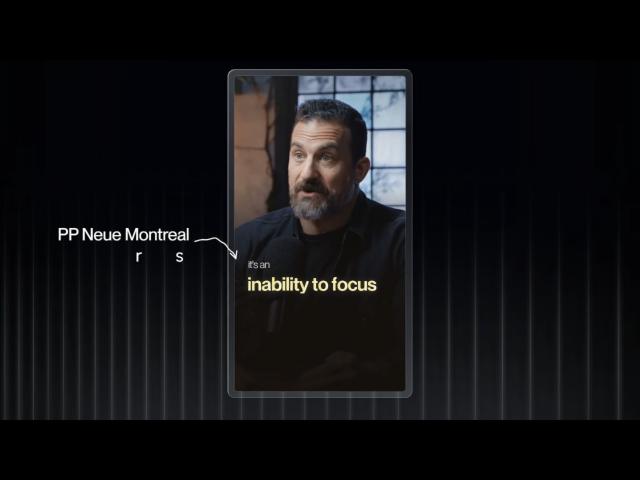 PP Neue Montreal
r s
it's an
inability to focus